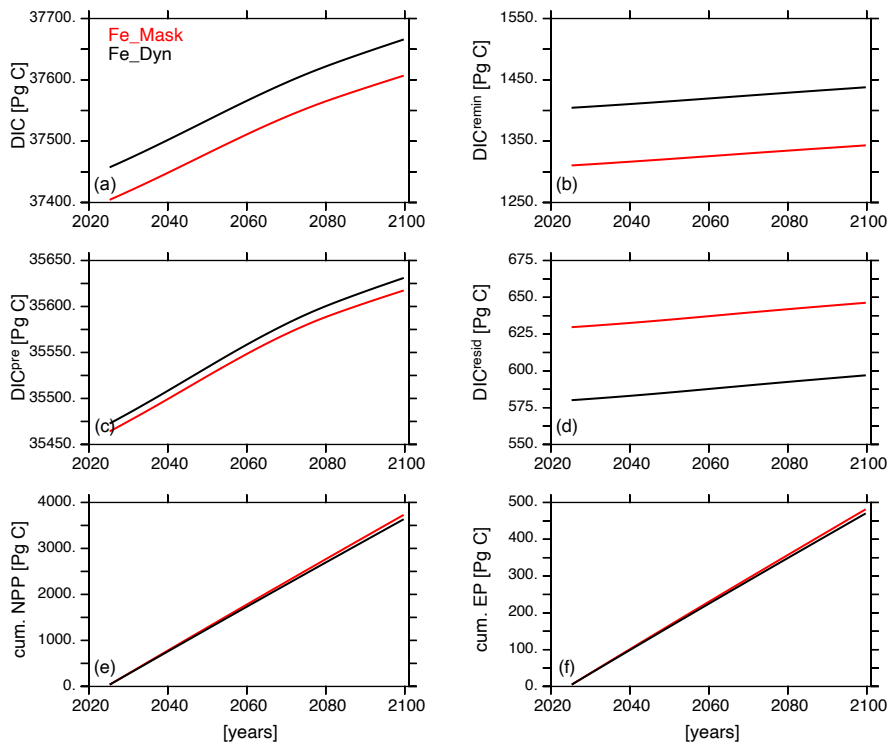 Fe_Mask
Fe_Dyn
DIC [Pg C]
37700.
37600.
37500.
37400.
(a)
2020 2040 2060 2080 2100
DICremin [Pg C]
1550.
1450.
1350.
1250.
(b)
2020 2040 2060 2080 2100
DICpre [Pg C]
35650.
35600.
35550.
35500.
35450.
(c)
2020 2040 2060 2080 2100
DICresid [Pg C]
675.
650.
625.
600.
575.
550.
(d)
2020 2040 2060 2080 2100
cum. NPP [Pg C]
4000.
3000.
2000.
1000.
0.
(e)
2020 2040 2060 2080 2100
[years]
cum. EP [Pg C]
500.
400.
300.
200.
100.
0.
(f)
2020 2040 2060 2080 2100
[years]